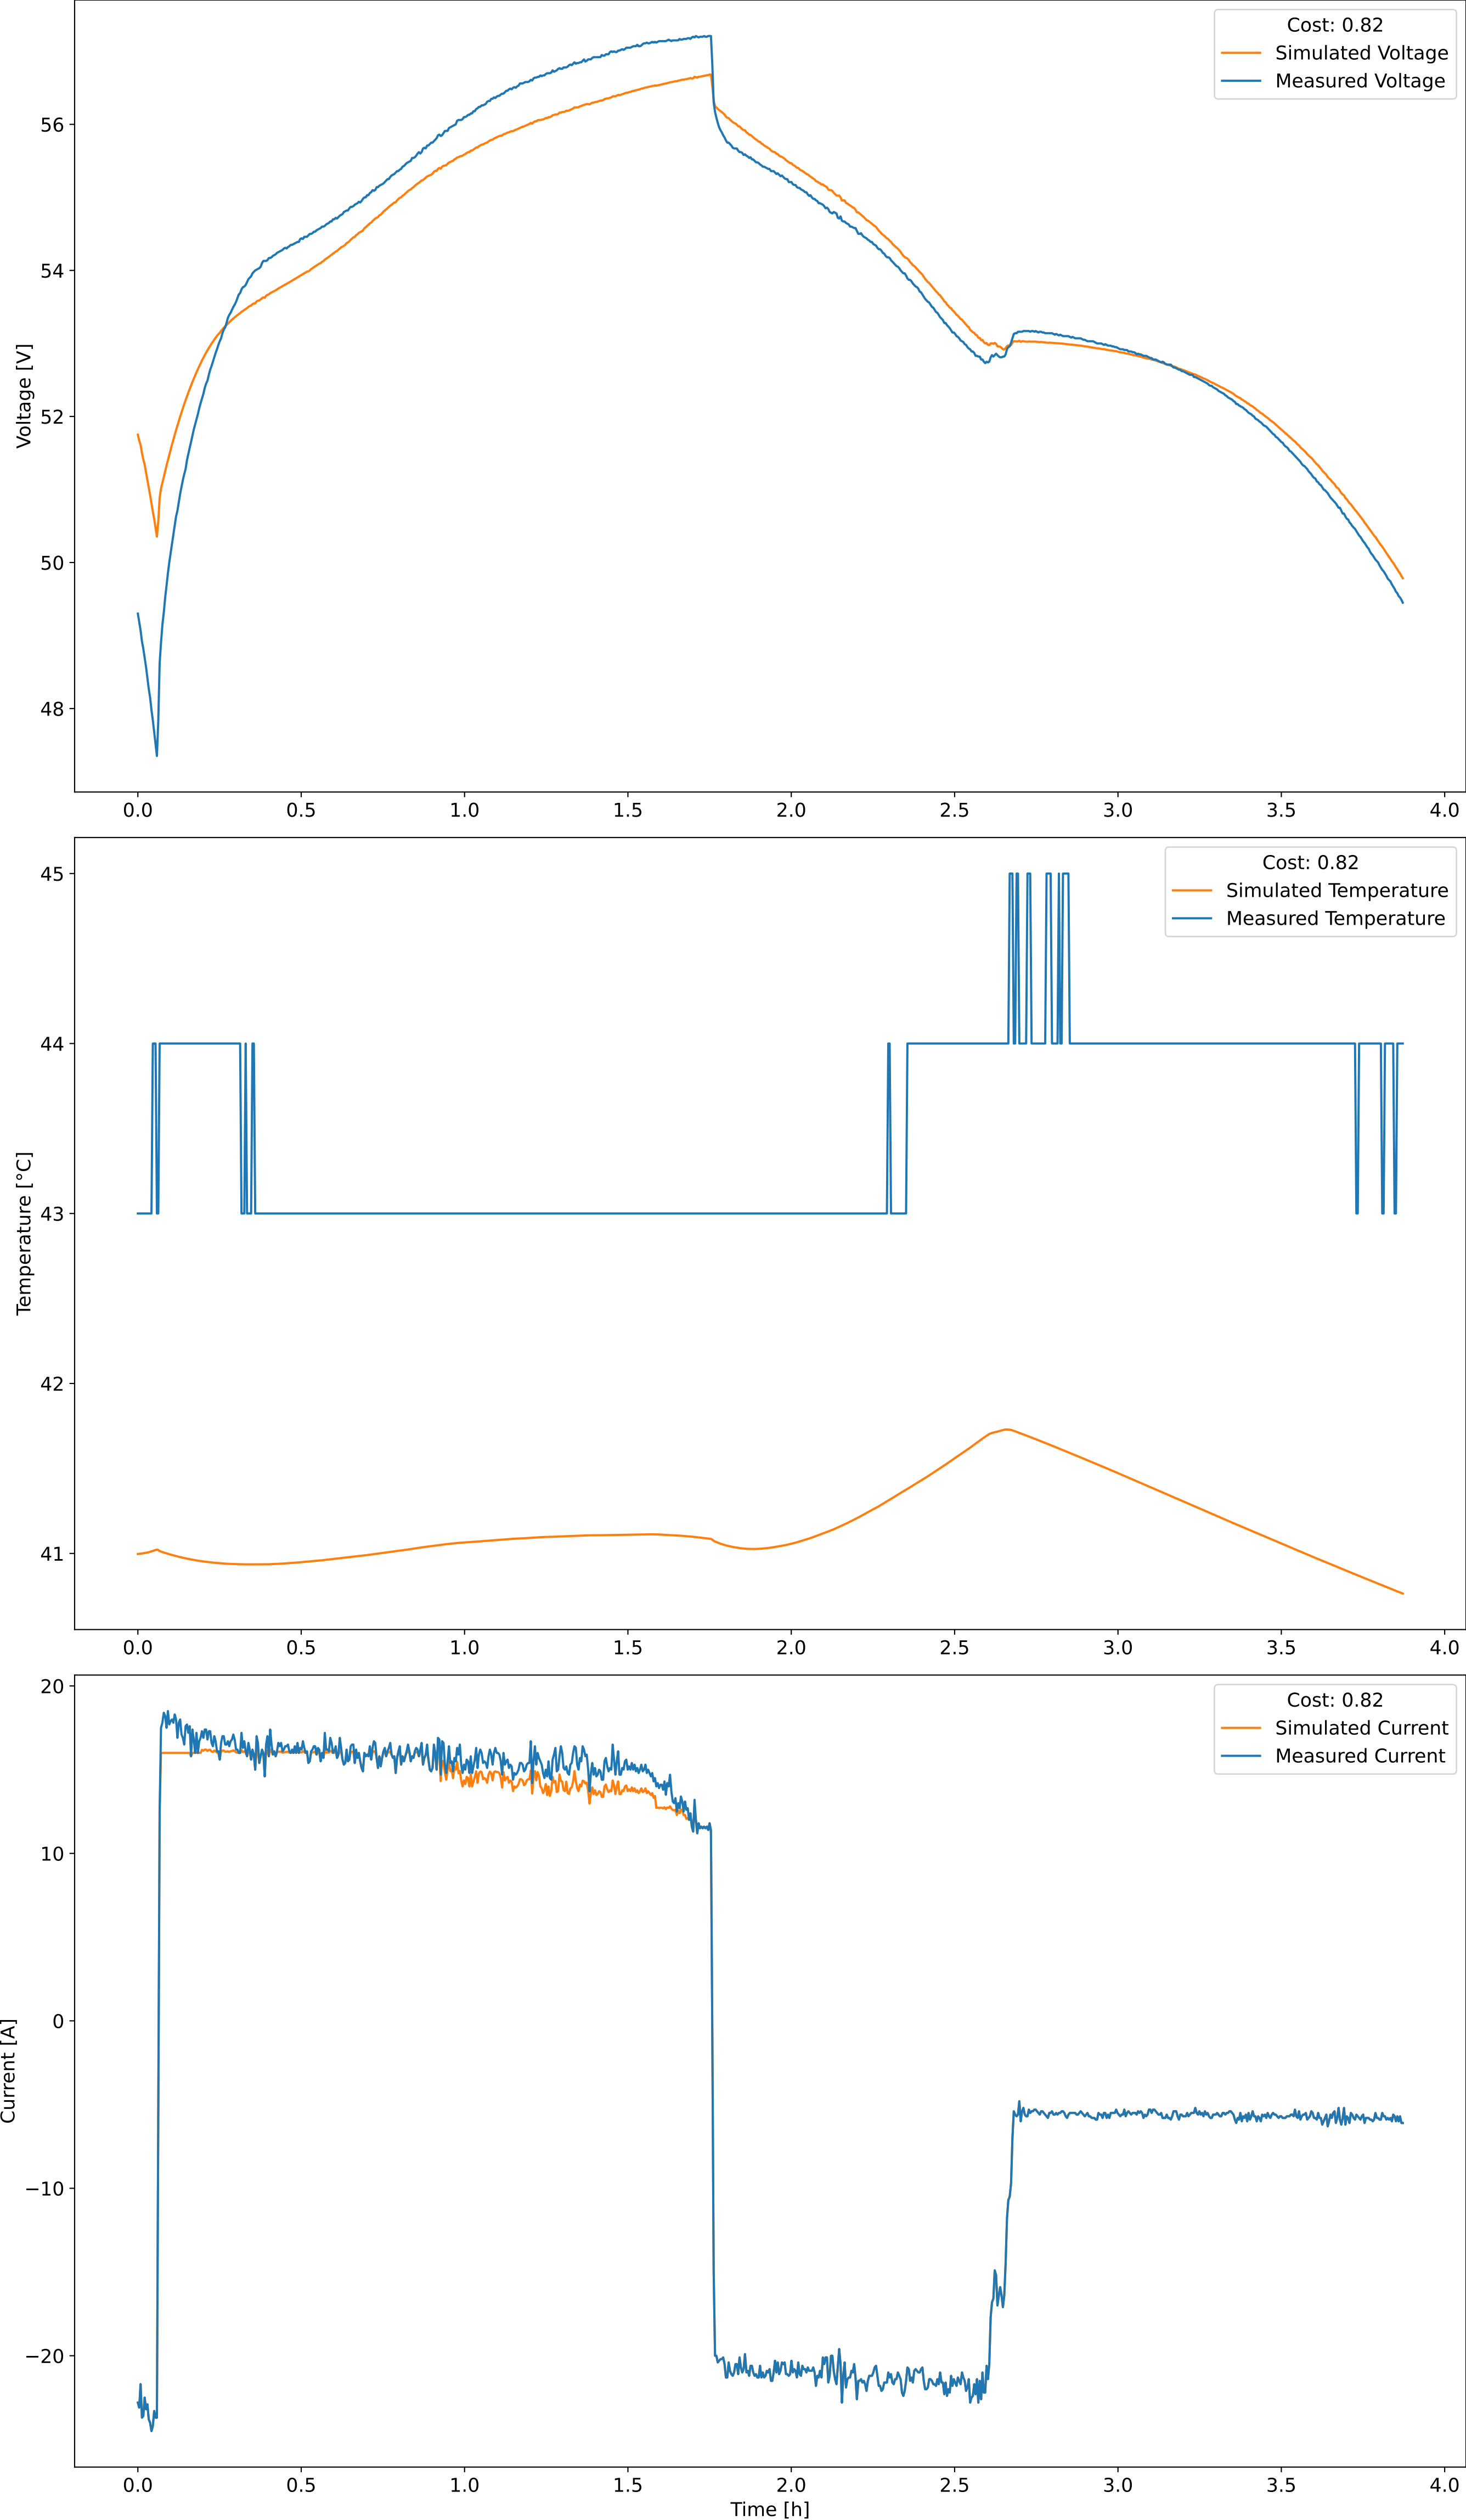 Cost: 0.82
Simulated Voltage
Measured Voltage
Voltage [V]
56
54
52
50
48
0.0 0.5 1.0 1.5 2.0 2.5 3.0 3.5 4.0
Cost: 0.82
Simulated Temperature
Measured Temperature
Temperature [°C]
45
44
43
42
41
0.0 0.5 1.0 1.5 2.0 2.5 3.0 3.5 4.0
Cost: 0.82
Simulated Current
Measured Current
Current [A]
20
10
0
−10
−20
0.0 0.5 1.0 1.5 2.0 2.5 3.0 3.5 4.0
Time [h]